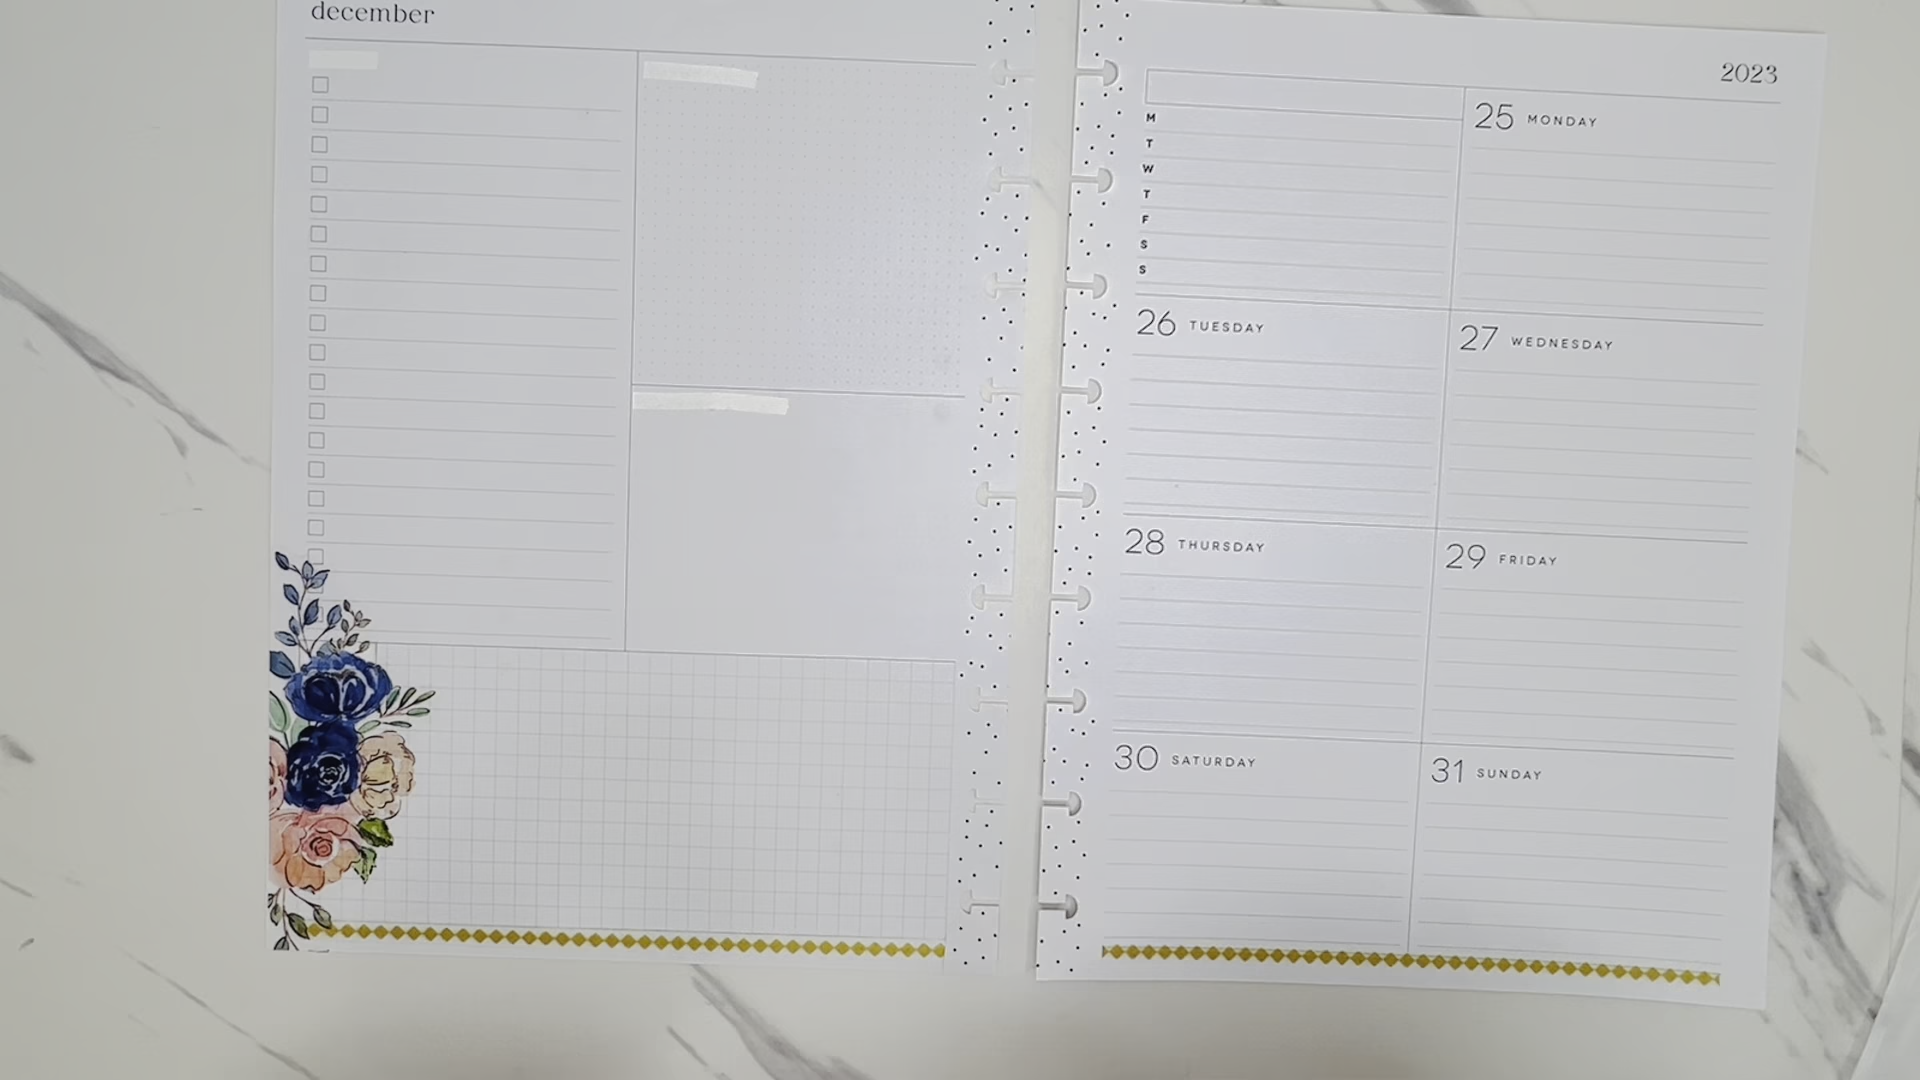 december
2023
M
T
W
T
F
S
S
25 MONDAY
26 TUESDAY
27 WEDNESDAY
28 THURSDAY
29 FRIDAY
30 SATURDAY
31 SUNDAY